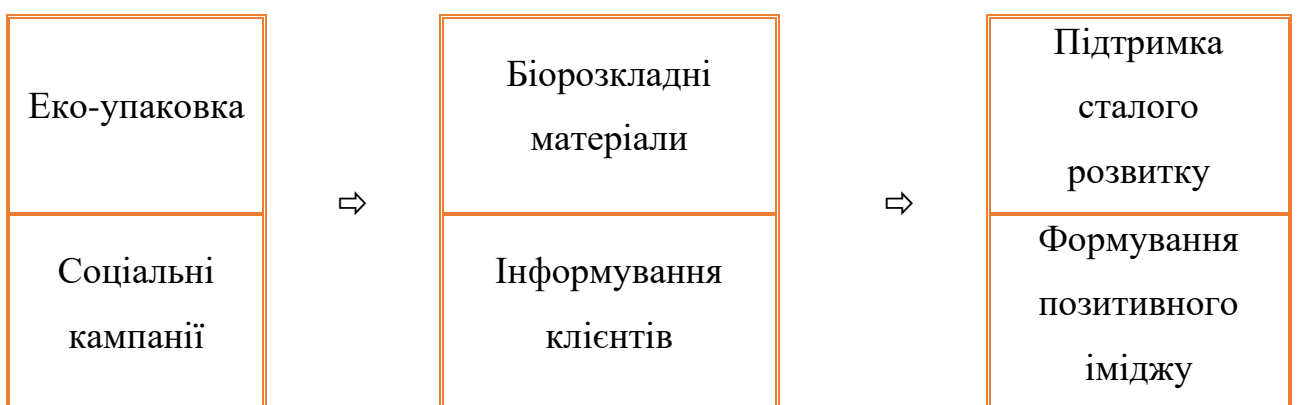 Еко-упаковка
Біорозкладні
матеріали
Підтримка
сталого
розвитку
⇨
⇨
Соціальні
кампанії
Інформування
клієнтів
Формування
позитивного
іміджу